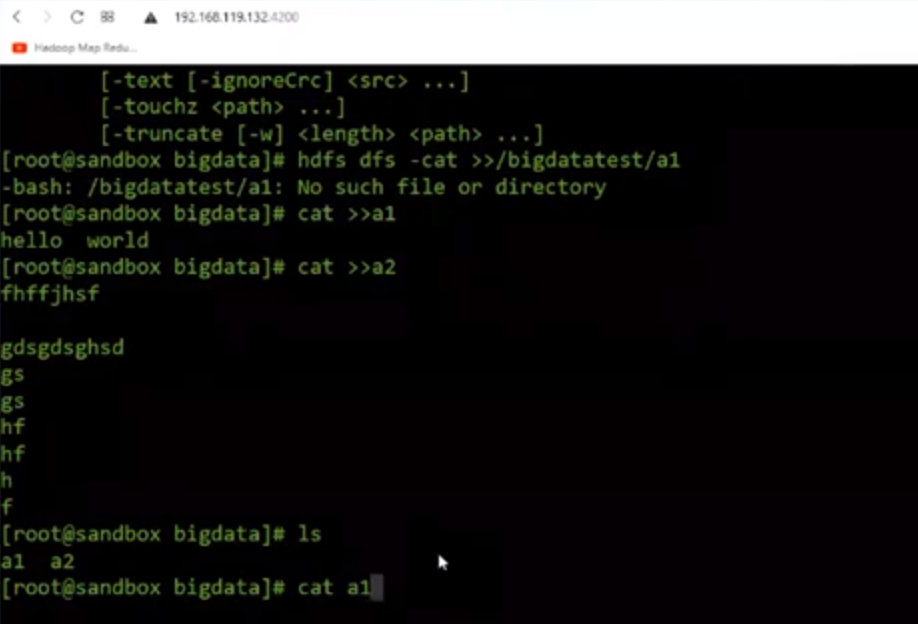 192.168.119.132:4200
Hadoop Map Redu...
[-text [-ignoreCrc] <src> ...]
[-touchz <path> ...]
[-truncate [-w] <length> <path> ...]
[root@sandbox bigdata]# hdfs dfs -cat >>/bigdatatest/a1
-bash: /bigdatatest/a1: No such file or directory
[root@sandbox bigdata]# cat >>a1
hello  world
[root@sandbox bigdata]# cat >>a2
fhffjhsf
gdsgdsghsd
gs
gs
hf
hf
h
f
[root@sandbox bigdata]# ls
a1  a2
[root@sandbox bigdata]# cat a1